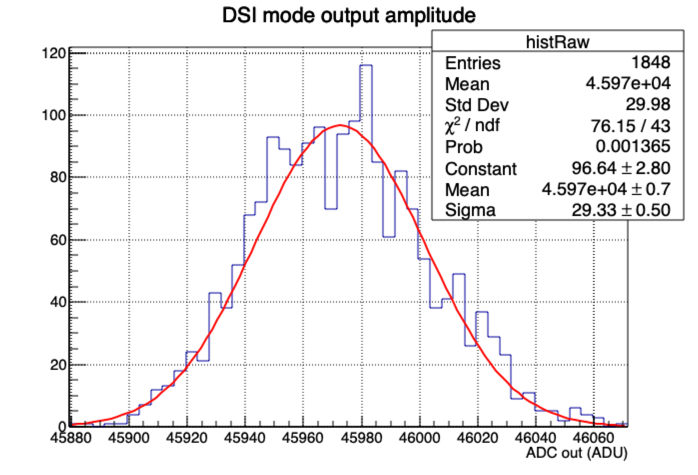 DSI mode output amplitude
histRaw
Entries 1848
Mean 4.597e+04
Std Dev 29.98
χ² / ndf 76.15 / 43
Prob 0.001365
Constant 96.64 ± 2.80
Mean 4.597e+04 ± 0.7
Sigma 29.33 ± 0.50
120
100
80
60
40
20
0
45880 45900 45920 45940 45960 45980 46000 46020 46040 46060
ADC out (ADU)